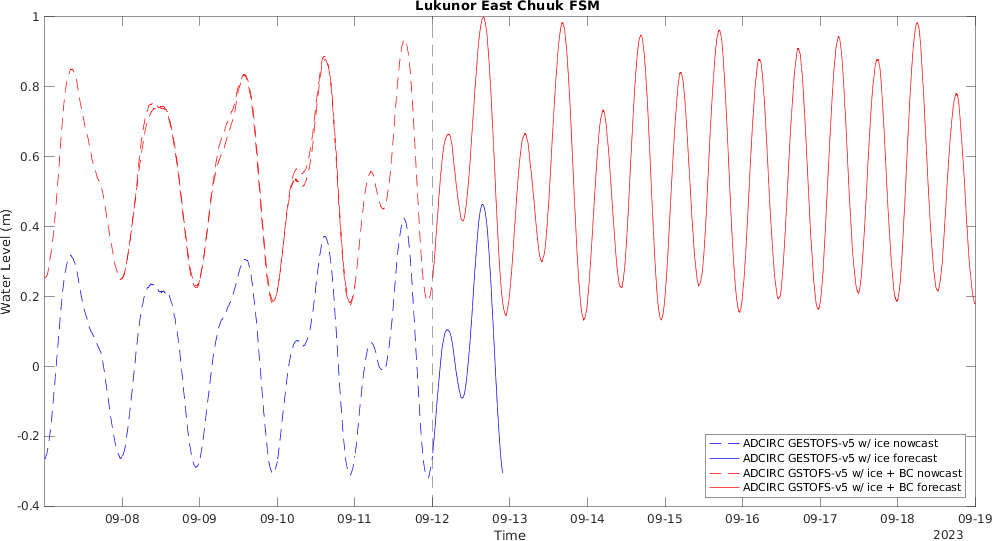 Lukunor East Chuuk FSM
Water Level (m)
1
0.8
0.6
0.4
0.2
0
-0.2
-0.4
ADCIRC GESTOFS-v5 w/ ice nowcast
ADCIRC GESTOFS-v5 w/ ice forecast
ADCIRC GSTOFS-v5 w/ ice + BC nowcast
ADCIRC GSTOFS-v5 w/ ice + BC forecast
09-08 09-09 09-10 09-11 09-12 09-13 09-14 09-15 09-16 09-17 09-18 09-19
Time
2023